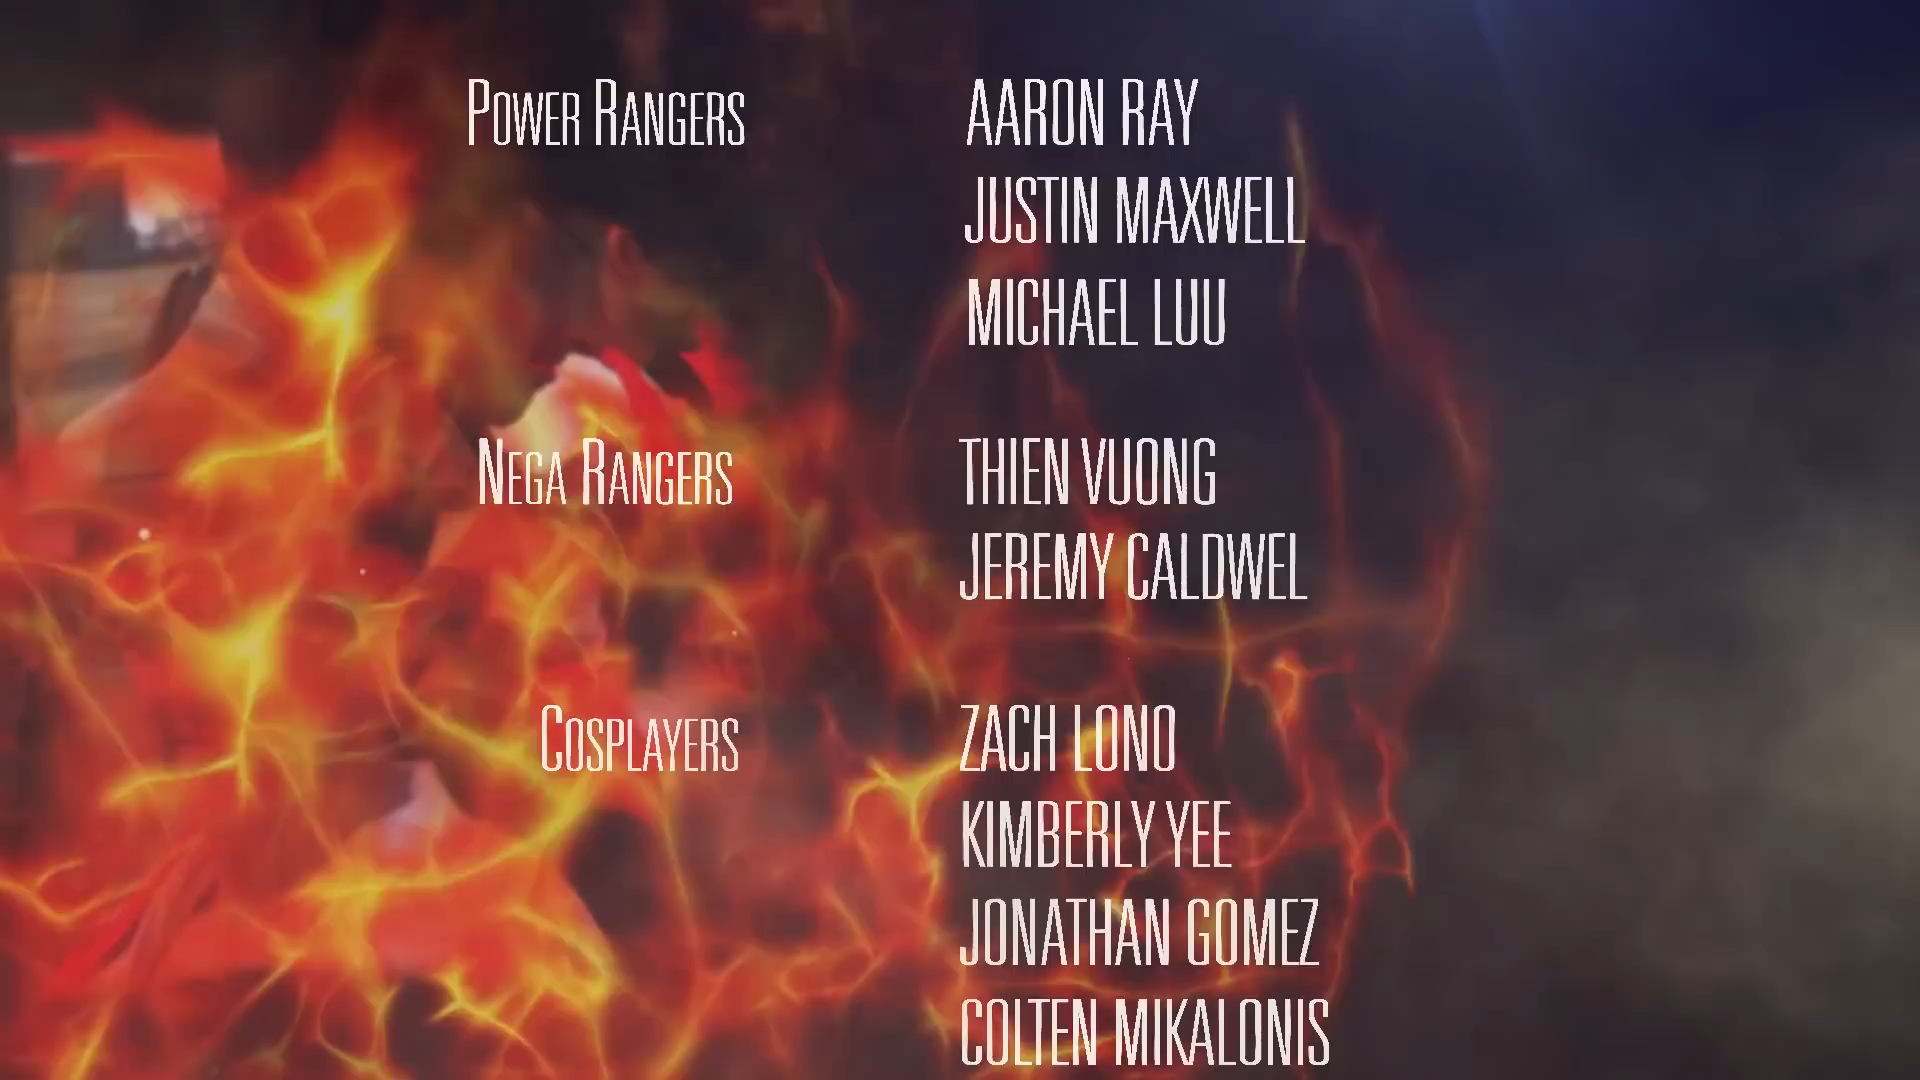 Power Rangers AARON RAY
JUSTIN MAXWELL
MICHAEL LUU
Nega Rangers THIEN VUONG
JEREMY CALDWEL
Cosplayers ZACH LONO
KIMBERLY YEE
JONATHAN GOMEZ
COLTEN MIKALONIS